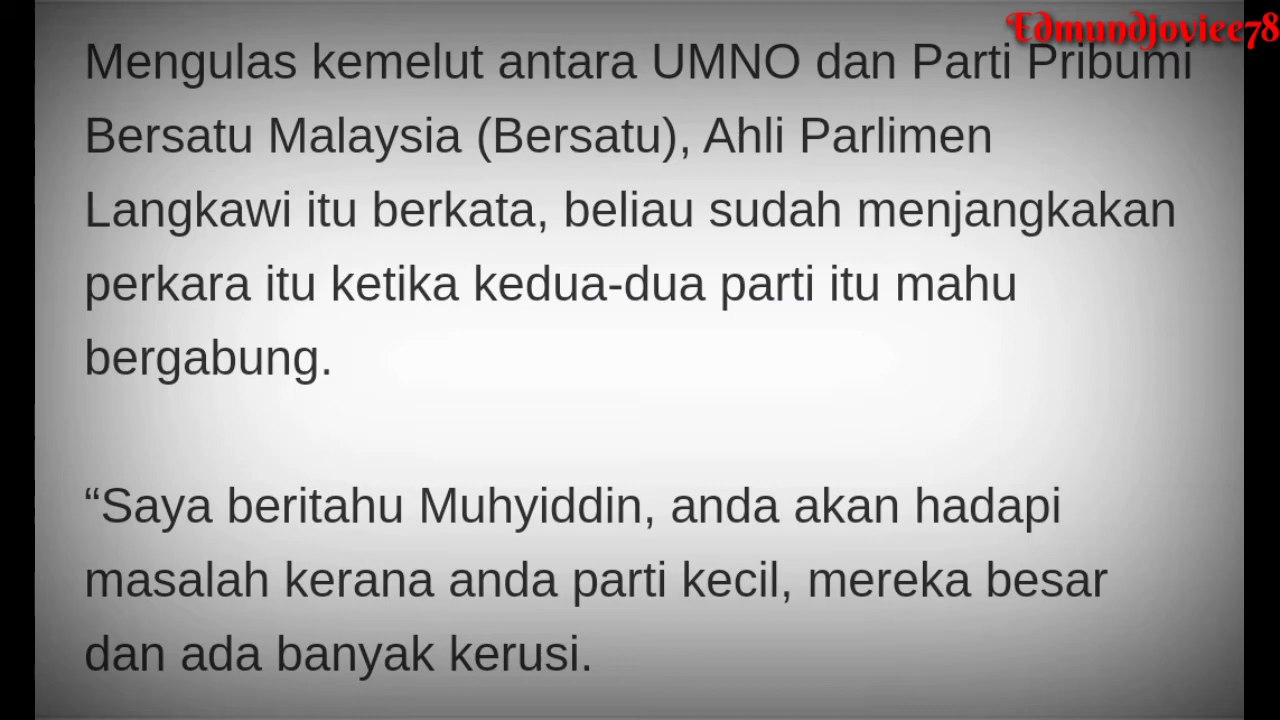 Edmundjoviee78
Mengulas kemelut antara UMNO dan Parti Pribumi
Bersatu Malaysia (Bersatu), Ahli Parlimen
Langkawi itu berkata, beliau sudah menjangkakan
perkara itu ketika kedua-dua parti itu mahu
bergabung.
“Saya beritahu Muhyiddin, anda akan hadapi
masalah kerana anda parti kecil, mereka besar
dan ada banyak kerusi.